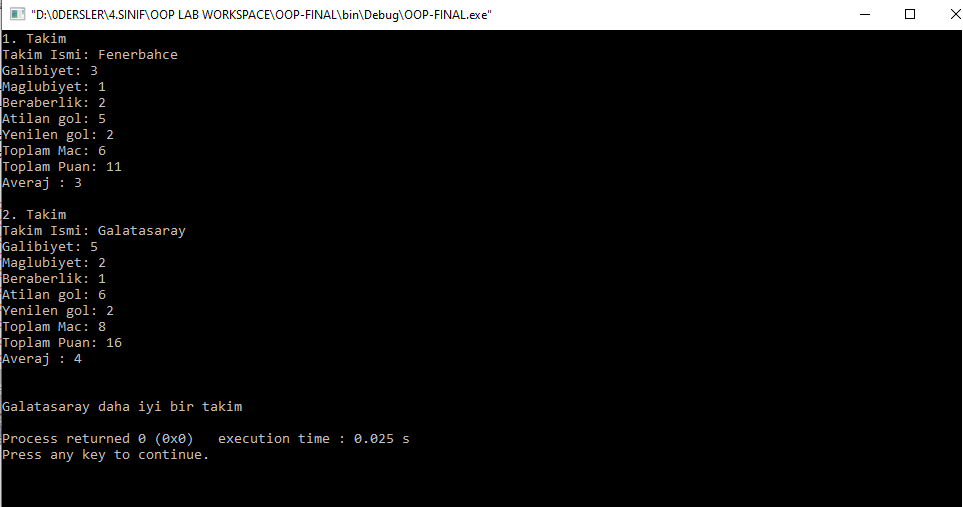 "D:\0DERSLER\4.SINIF\OOP LAB WORKSPACE\OOP-FINAL\bin\Debug\OOP-FINAL.exe"
1. Takim
Takim Ismi: Fenerbahce
Galibiyet: 3
Maglubiyet: 1
Beraberlik: 2
Atilan gol: 5
Yenilen gol: 2
Toplam Mac: 6
Toplam Puan: 11
Averaj : 3
2. Takim
Takim Ismi: Galatasaray
Galibiyet: 5
Maglubiyet: 2
Beraberlik: 1
Atilan gol: 6
Yenilen gol: 2
Toplam Mac: 8
Toplam Puan: 16
Averaj : 4
Galatasaray daha iyi bir takim
Process returned 0 (0x0)   execution time : 0.025 s
Press any key to continue.